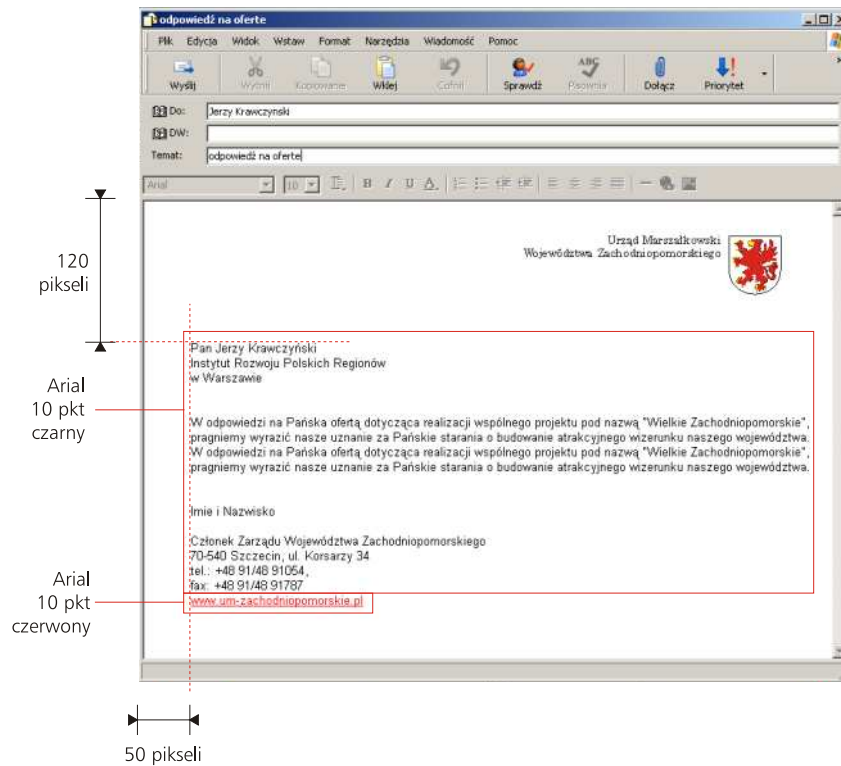 odpowiedź na oferte
Plik Edycja Widok Wstaw Format Narzędzia Wiadomość Pomoc
Wyślij Wytnij Kopiowanie Wklej Cofnij Sprawdź Pisownia Dołącz Priorytet
Do: Jerzy Krawczynski
DW:
Temat: odpowiedź na oferte
Arial 10 B I U A
120
pikseli
Urząd Marszałkowski
Województwa Zachodniopomorskiego
Pan Jerzy Krawczyński
Instytut Rozwoju Polskich Regionów
w Warszawie
Arial
10 pkt
czarny
W odpowiedzi na Pańska ofertą dotycząca realizacji wspólnego projektu pod nazwą "Wielkie Zachodniopomorskie",
pragniemy wyrazić nasze uznanie za Pańskie starania o budowanie atrakcyjnego wizerunku naszego województwa.
W odpowiedzi na Pańska ofertą dotycząca realizacji wspólnego projektu pod nazwą "Wielkie Zachodniopomorskie",
pragniemy wyrazić nasze uznanie za Pańskie starania o budowanie atrakcyjnego wizerunku naszego województwa.
Imie i Nazwisko
Członek Zarządu Województwa Zachodniopomorskiego
70-540 Szczecin, ul. Korsarzy 34
tel.: +48 91/48 91054,
fax: +48 91/48 91787
www.um-zachodniopomorskie.pl
Arial
10 pkt
czerwony
50 pikseli